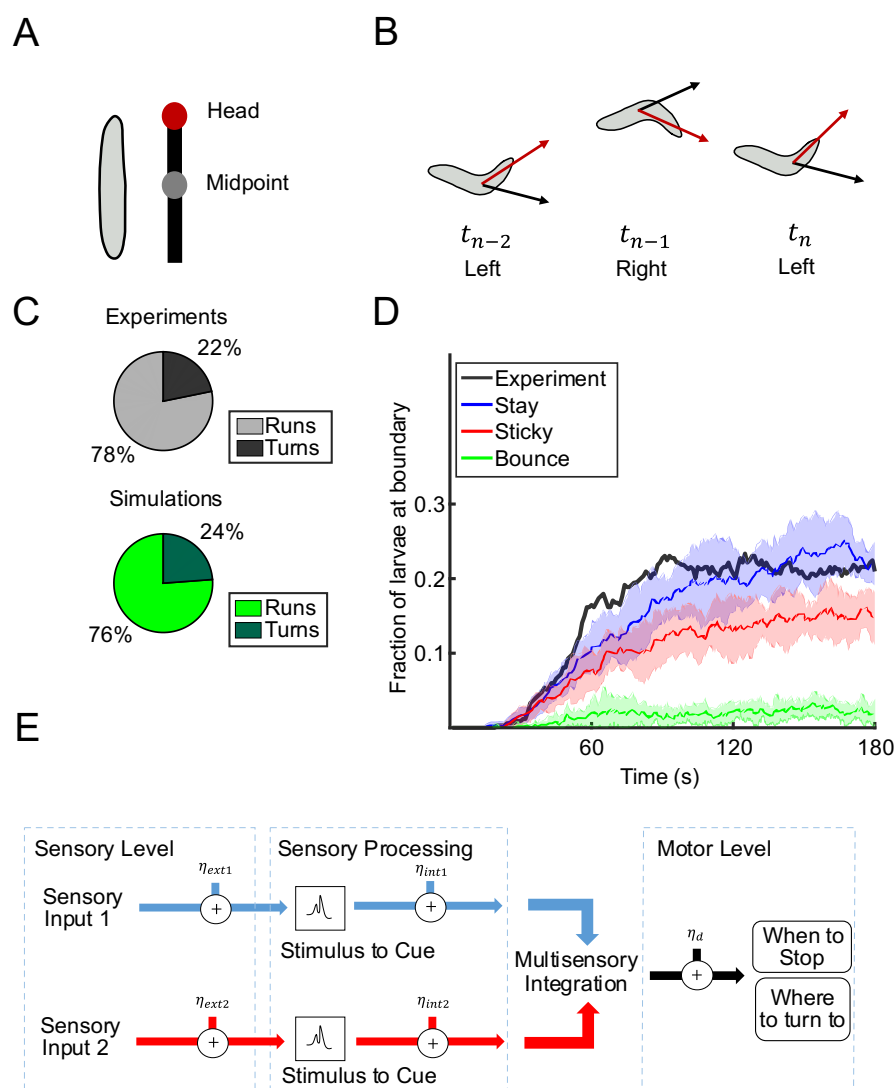 A
Head
Midpoint
B
t_{n-2}
Left
t_{n-1}
Right
t_n
Left
C
Experiments
22%
78%
Runs
Turns
Simulations
24%
76%
Runs
Turns
D
Experiment
Stay
Sticky
Bounce
Fraction of larvae at boundary
0.3
0.2
0.1
60
120
180
Time (s)
E
Sensory Level
Sensory Processing
Motor Level
Sensory
Input 1
η_{ext1}
+
Stimulus to Cue
η_{int1}
+
Multisensory
Integration
η_d
+
When to
Stop
Where
to turn to
Sensory
Input 2
η_{ext2}
+
Stimulus to Cue
η_{int2}
+